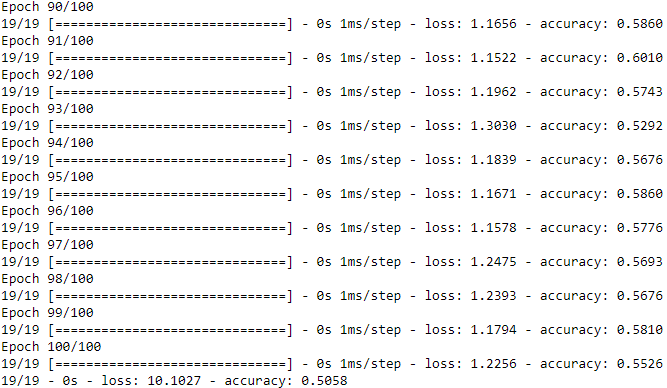 Epoch 90/100
19/19 [==============================] - 0s 1ms/step - loss: 1.1656 - accuracy: 0.5860
Epoch 91/100
19/19 [==============================] - 0s 1ms/step - loss: 1.1522 - accuracy: 0.6010
Epoch 92/100
19/19 [==============================] - 0s 1ms/step - loss: 1.1962 - accuracy: 0.5743
Epoch 93/100
19/19 [==============================] - 0s 1ms/step - loss: 1.3030 - accuracy: 0.5292
Epoch 94/100
19/19 [==============================] - 0s 1ms/step - loss: 1.1839 - accuracy: 0.5676
Epoch 95/100
19/19 [==============================] - 0s 1ms/step - loss: 1.1671 - accuracy: 0.5860
Epoch 96/100
19/19 [==============================] - 0s 1ms/step - loss: 1.1578 - accuracy: 0.5776
Epoch 97/100
19/19 [==============================] - 0s 1ms/step - loss: 1.2475 - accuracy: 0.5693
Epoch 98/100
19/19 [==============================] - 0s 1ms/step - loss: 1.2393 - accuracy: 0.5676
Epoch 99/100
19/19 [==============================] - 0s 1ms/step - loss: 1.1794 - accuracy: 0.5810
Epoch 100/100
19/19 [==============================] - 0s 1ms/step - loss: 1.2256 - accuracy: 0.5526
19/19 - 0s - loss: 10.1027 - accuracy: 0.5058